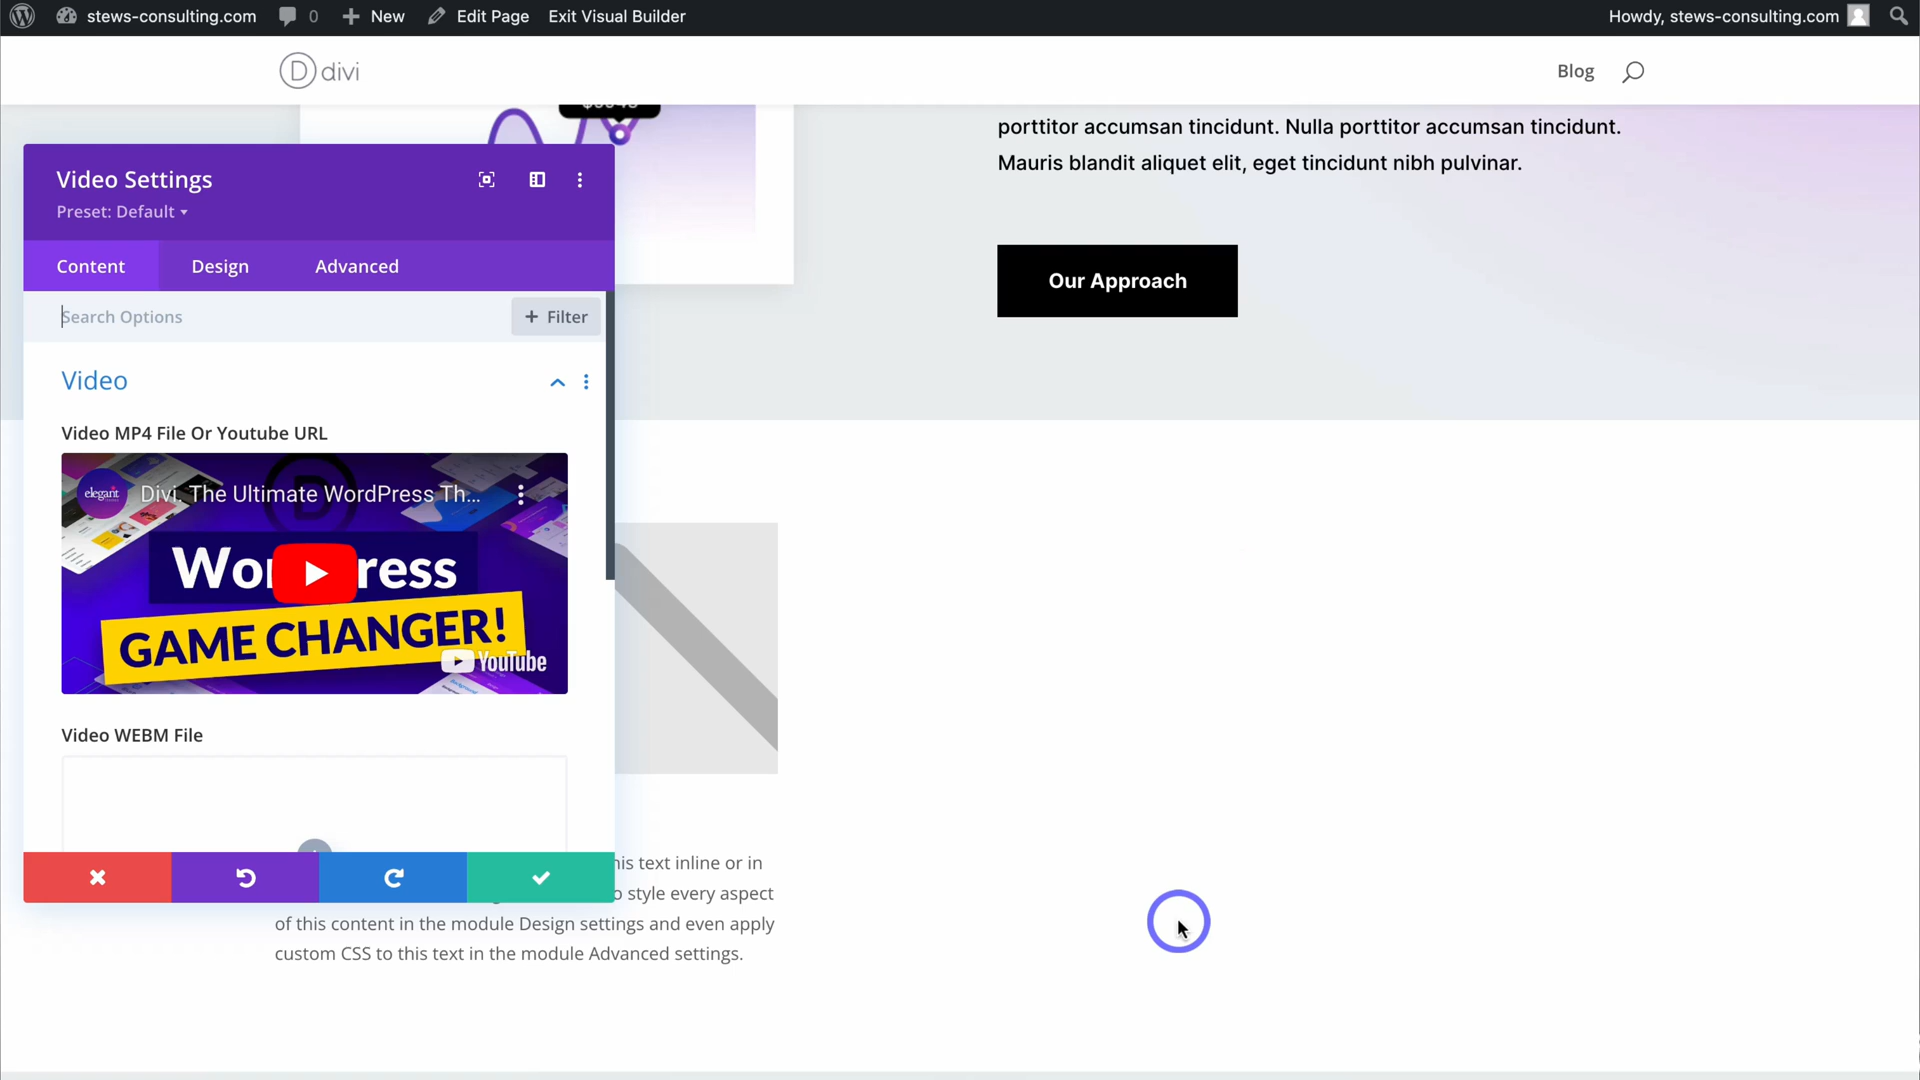 stews-consulting.com
0
New
Edit Page
Exit Visual Builder
Howdy, stews-consulting.com
D divi
Blog
porttitor accumsan tincidunt. Nulla porttitor accumsan tincidunt.
Mauris blandit aliquet elit, eget tincidunt nibh pulvinar.
Our Approach
Video Settings
Preset: Default
Content
Design
Advanced
Search Options
+ Filter
Video
Video MP4 File Or Youtube URL
elegant
Divi. The Ultimate WordPress Th...
GAME CHANGER!
YouTube
Video WEBM File
his text inline or in
o style every aspect
of this content in the module Design settings and even apply
custom CSS to this text in the module Advanced settings.